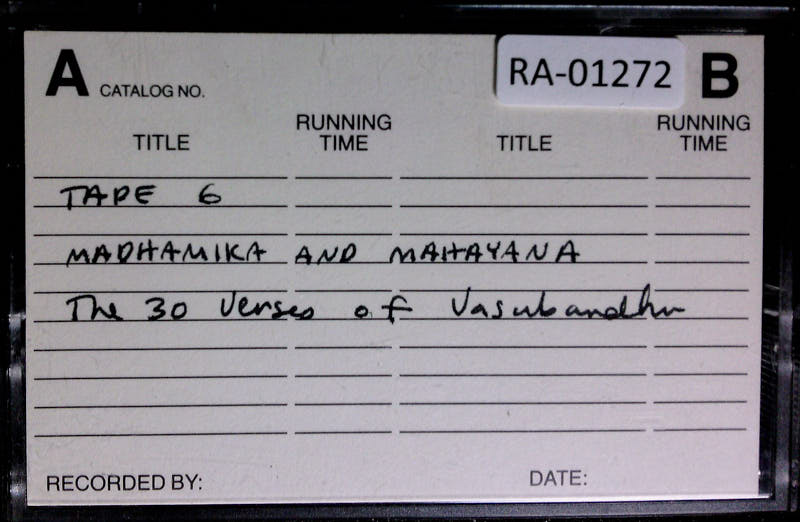 A CATALOG NO. RA-01272 B
TITLE RUNNING TIME TITLE RUNNING TIME
TAPE 6
MADHAMIKA AND MAHAYANA
The 30 Verses of Vasubandhu
RECORDED BY: DATE: